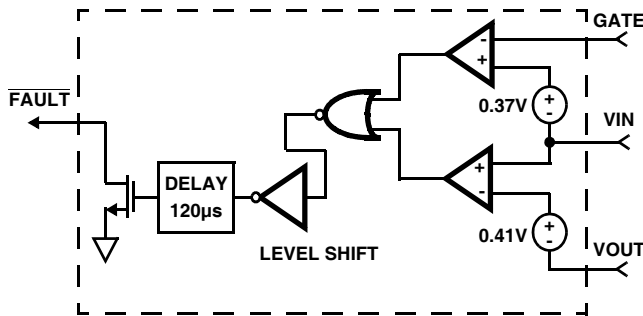 GATE
FAULT
-
+
+
-
0.37V
VIN
+
-
DELAY
120µs
+
-
0.41V
LEVEL SHIFT
VOUT